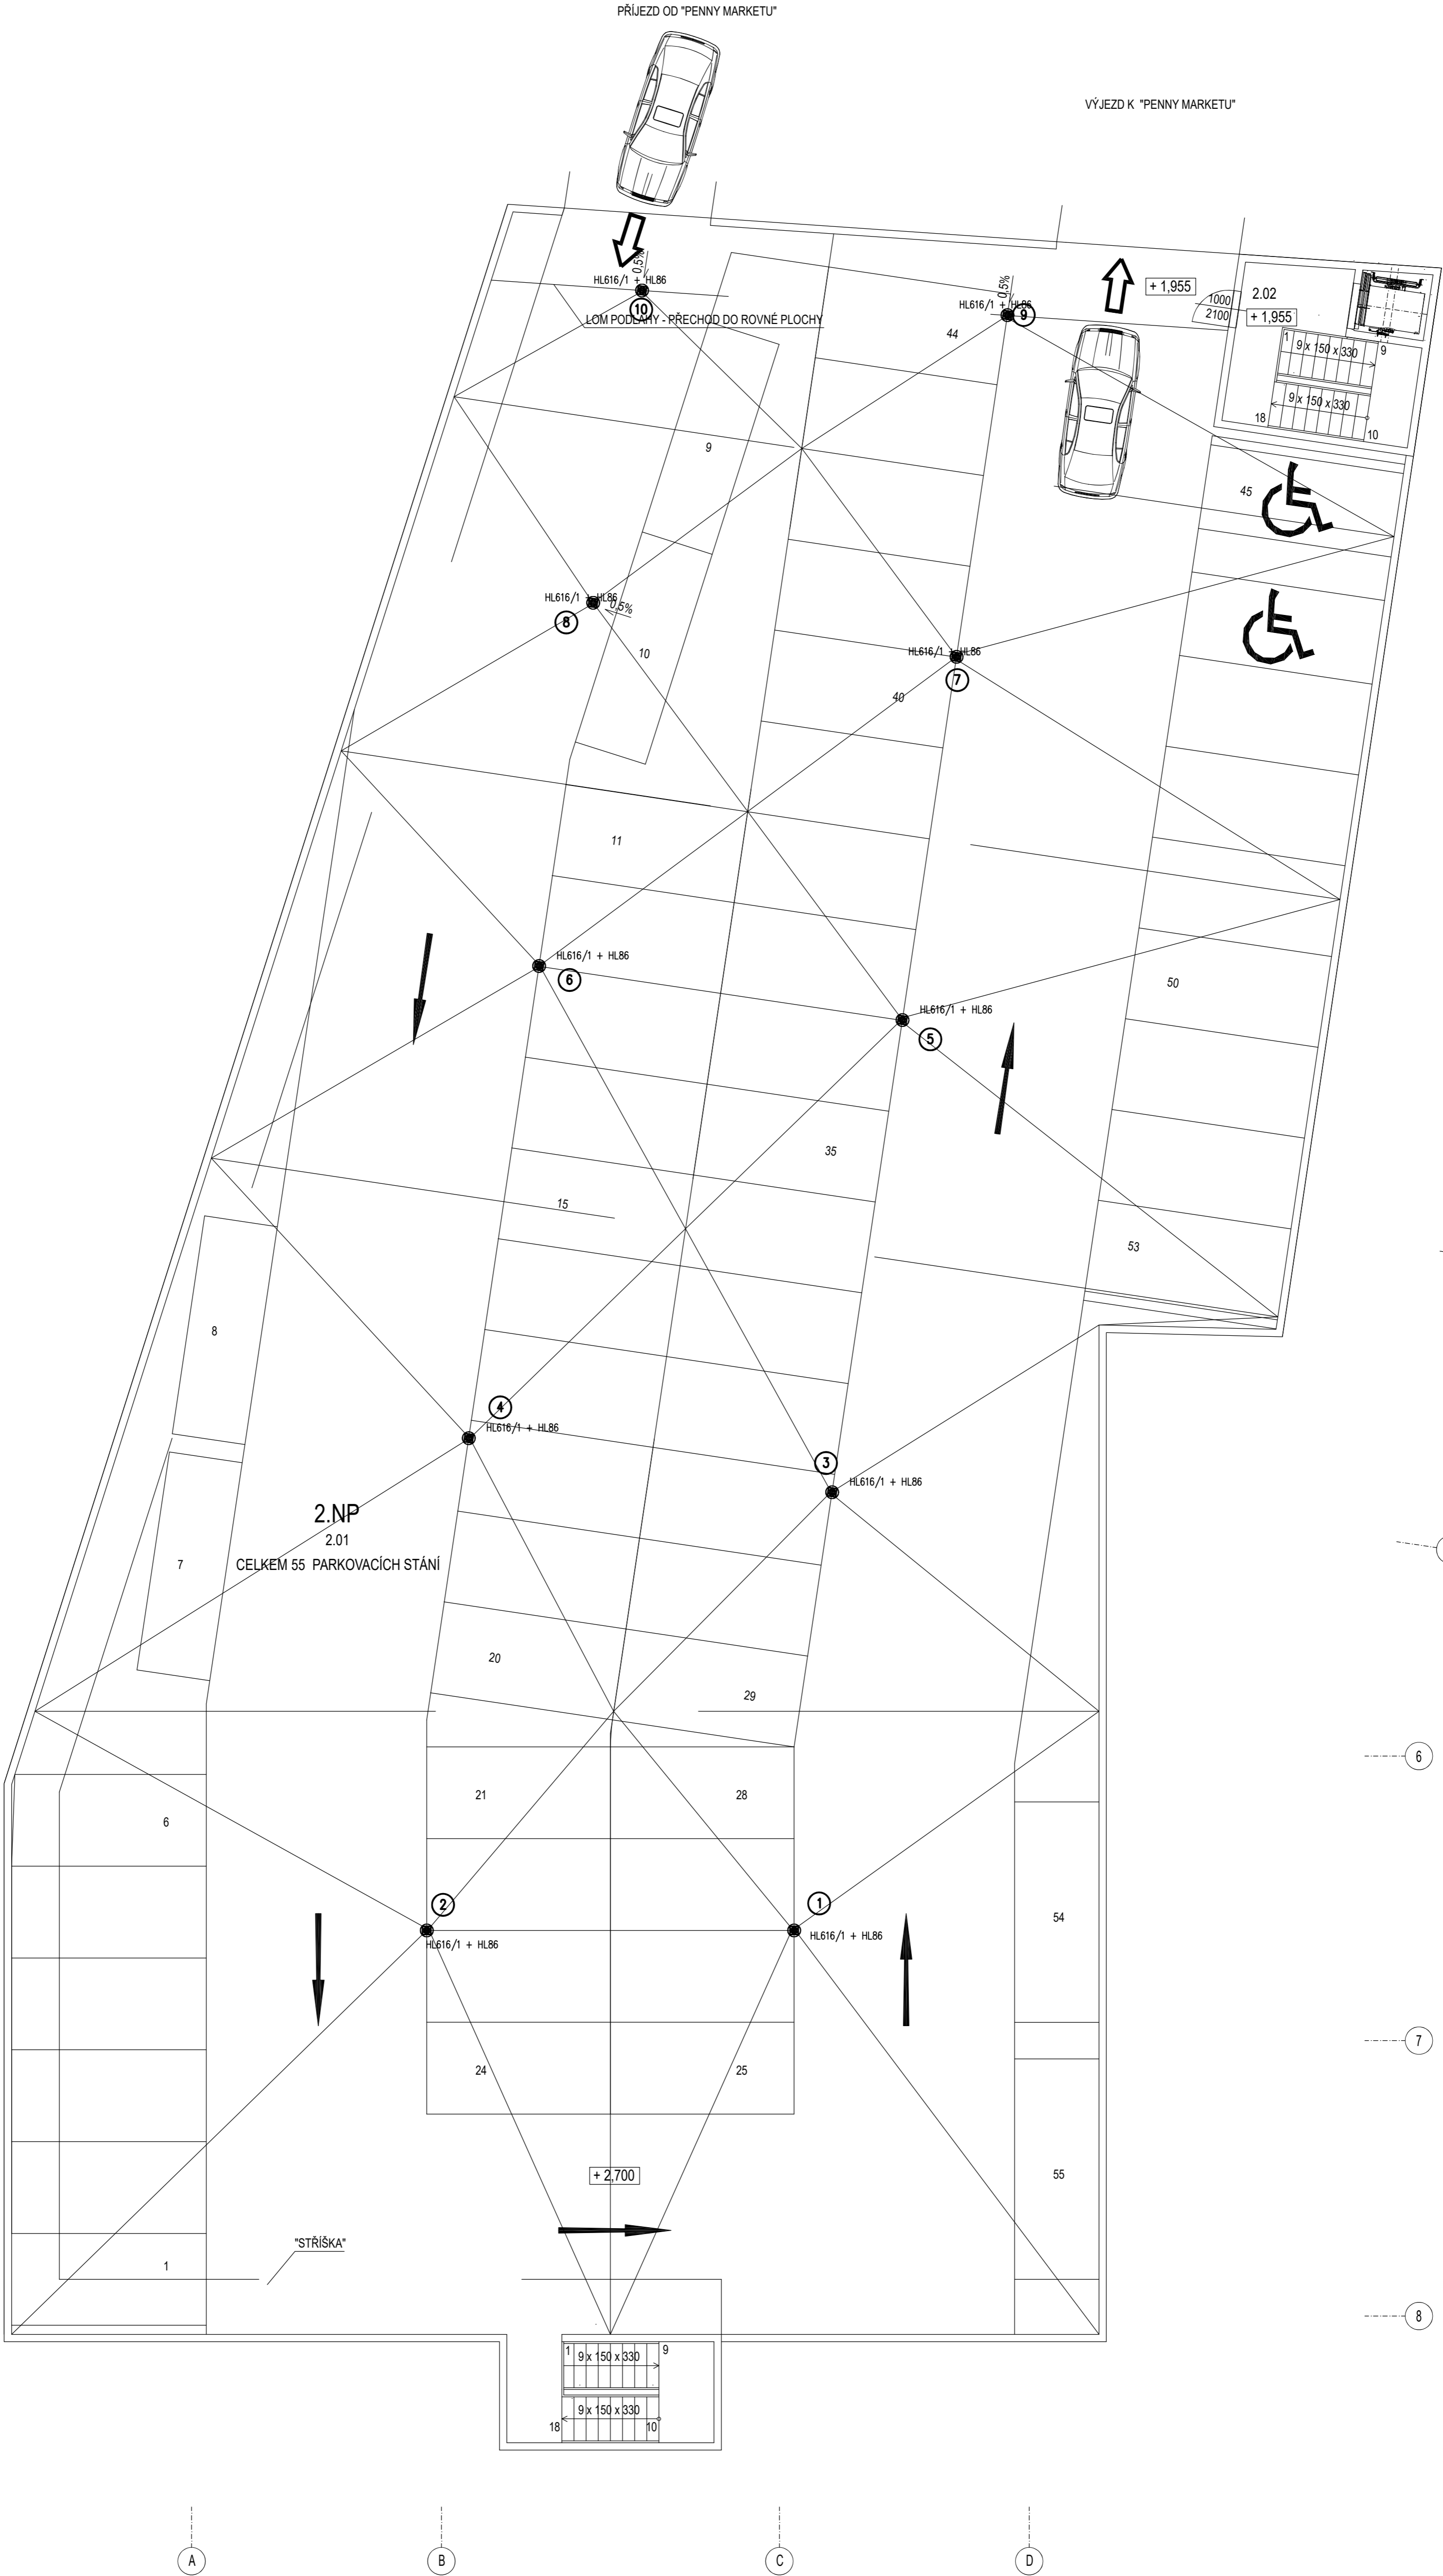 PŘÍJEZD OD "PENNY MARKETU"
VÝJEZD K "PENNY MARKETU"
0,5%
HL616/1 + HL86
10
LOM PODLAHY - PŘECHOD DO ROVNÉ PLOCHY
0,5%
HL616/1 + HL86
9
+ 1,955
1000
2100
2.02
+ 1,955
1
9 x 150 x 330
9
9 x 150 x 330
18
10
44
9
45
HL616/1 + HL86
0,5%
8
10
HL616/1 + HL86
7
40
11
HL616/1 + HL86
6
50
HL616/1 + HL86
5
35
15
53
8
4
HL616/1 + HL86
3
HL616/1 + HL86
2.NP
2.01
CELKEM 55 PARKOVACÍCH STÁNÍ
7
20
29
6
21
28
6
2
HL616/1 + HL86
1
HL616/1 + HL86
54
7
24
25
55
+ 2,700
"STŘÍŠKA"
1
8
1
9 x 150 x 330
9
9 x 150 x 330
18
10
A
B
C
D